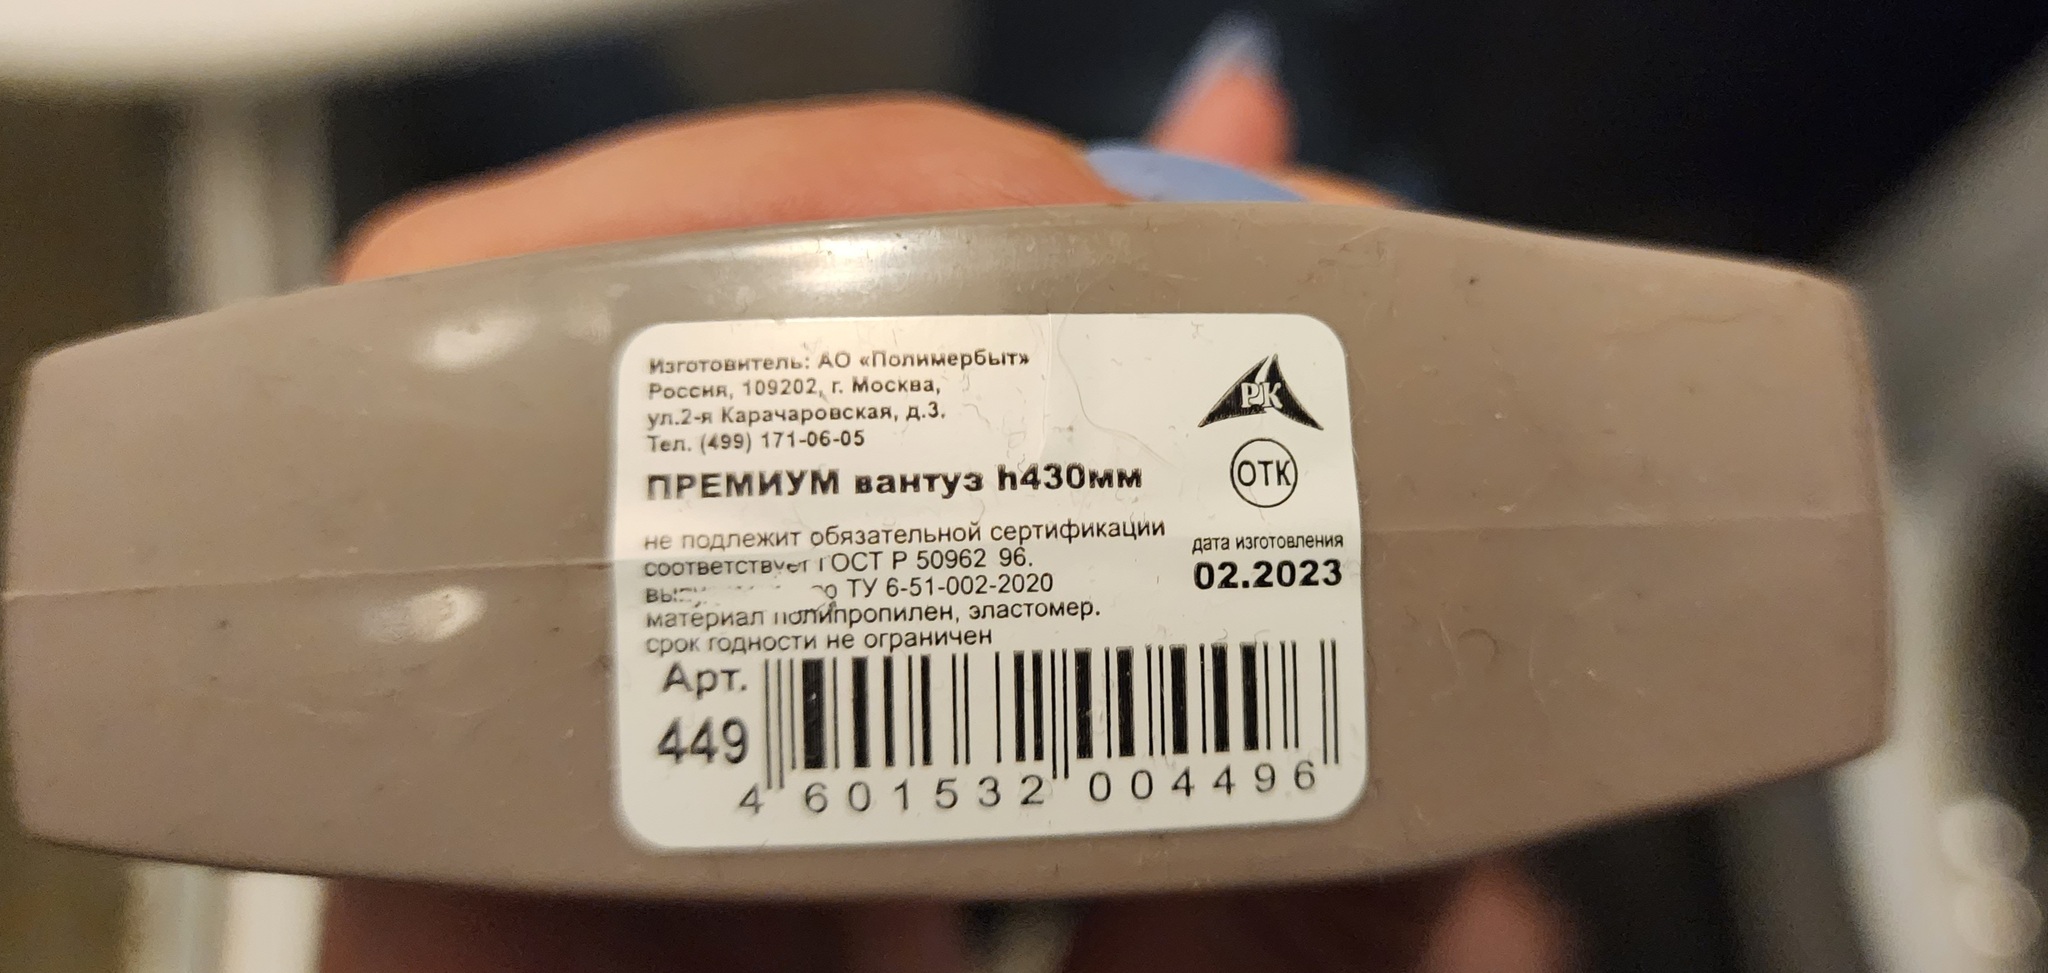 Изготовитель: АО «Полимербыт»
Россия, 109202, г. Москва,
ул.2-я Карачаровская, д.3.
Тел. (499) 171-06-05
РК
ОТК
ПРЕМИУМ вантуз h430мм
не подлежит обязательной сертификации
соответствует ГОСТ Р 50962 96.
ТУ 6-51-002-2020
материал полипропилен, эластомер.
срок годности не ограничен
дата изготовления
02.2023
Арт.
449
4 601532 004496